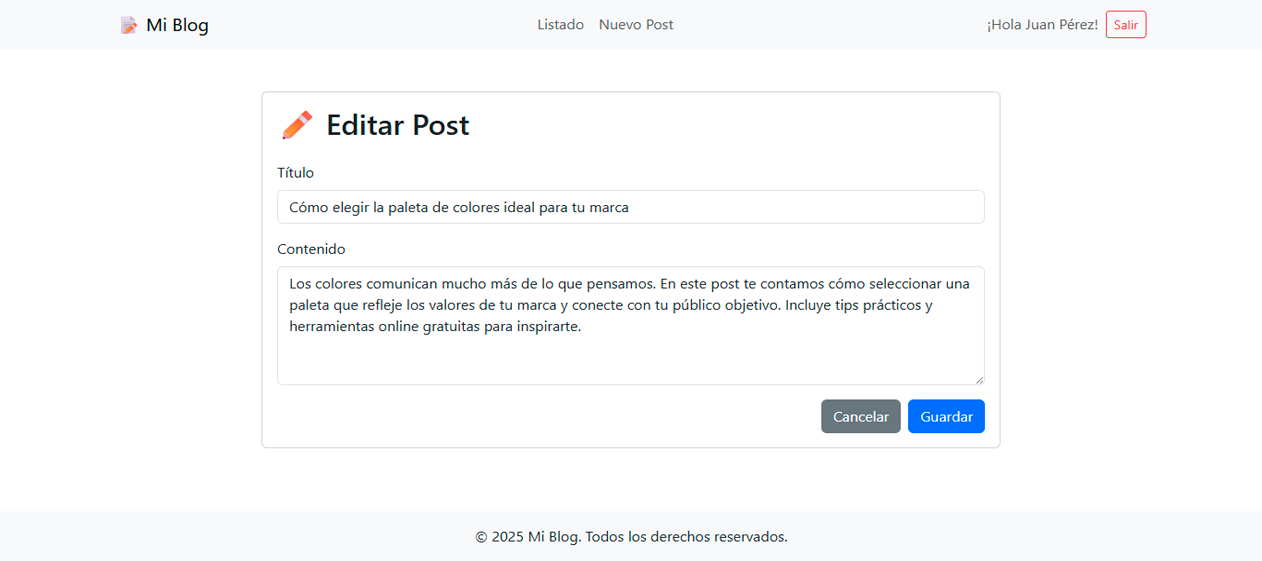 Mi Blog
Listado
Nuevo Post
¡Hola Juan Pérez!
Salir
Editar Post
Título
Cómo elegir la paleta de colores ideal para tu marca
Contenido
Los colores comunican mucho más de lo que pensamos. En este post te contamos cómo seleccionar una
paleta que refleje los valores de tu marca y conecte con tu público objetivo. Incluye tips prácticos y
herramientas online gratuitas para inspirarte.
Cancelar
Guardar
© 2025 Mi Blog. Todos los derechos reservados.